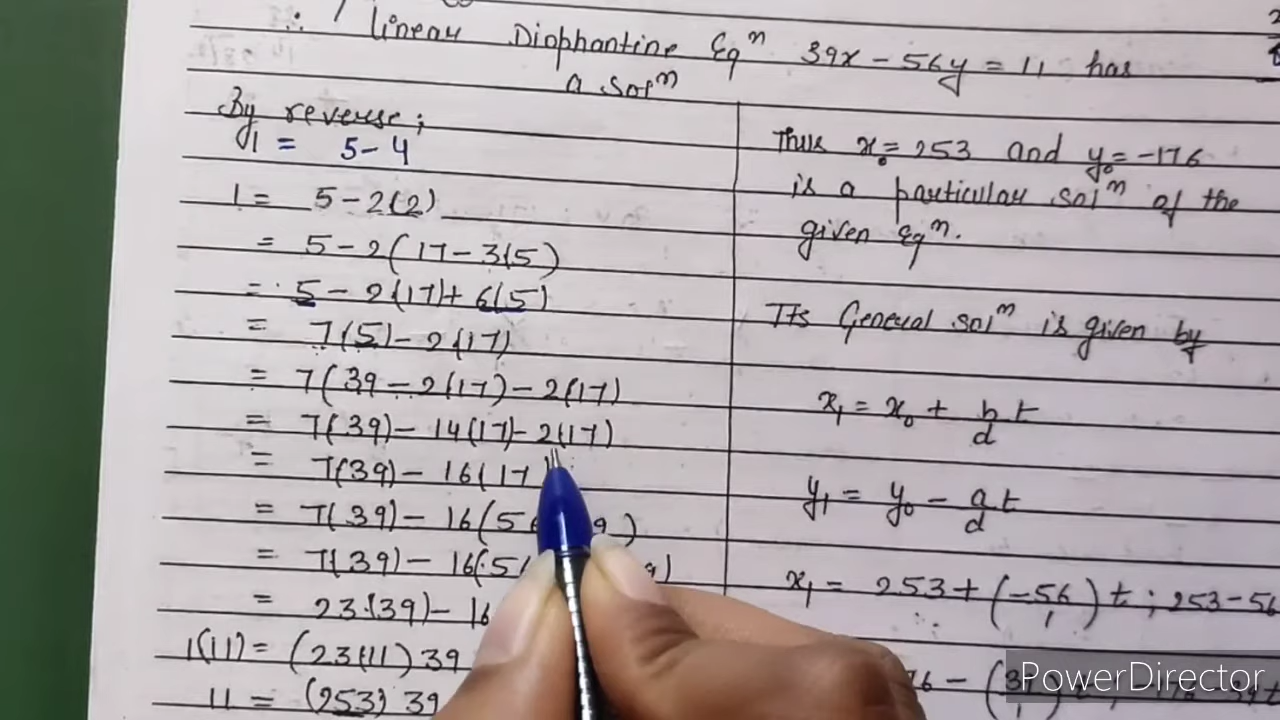 ∴ Linear Diophantine Eqⁿ 39x - 56y = 11 has
a solⁿ
By reverse;
1 = 5 - 4
1 = 5 - 2(2)
= 5 - 2(17 - 3(5)
= 5 - 2(17) + 6(5)
= 7(5) - 2(17)
= 7(39 - 2(17) - 2(17)
= 7(39) - 14(17) - 2(17)
= 7(39) - 16(17
= 7(39) - 16(5
= 7(39) - 16(5
= 23(39) - 16
1(11) = (23(11) 39
11 = (253) 39
Thus x₀ = 253 and y₀ = -176
is a particular solⁿ of the
given Eqⁿ.
Its General solⁿ is given by
x₁ = x₀ + b/d t
y₁ = y₀ - a/d t
x₁ = 253 + (-56/1) t ; 253 - 56
PowerDirector